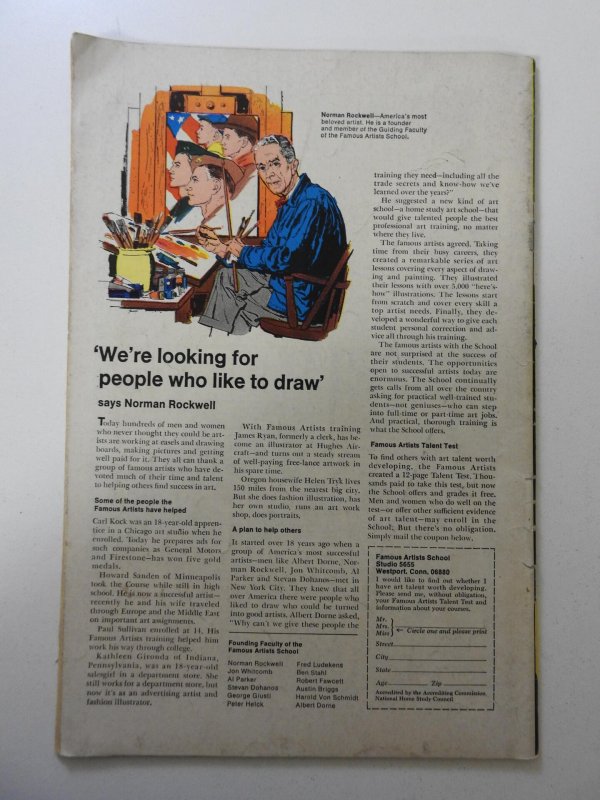 Norman Rockwell—America's most
beloved artist. He is a founder
and member of the Guiding Faculty
of the Famous Artists School.
'We're looking for
people who like to draw'
says Norman Rockwell
Today hundreds of men and women
who never thought they could be art-
ists are working at easels and drawing
boards, making pictures and getting
well paid for it. They all can thank a
group of famous artists who have de-
voted much of their time and talent
to helping others find success in art.
Some of the people the
Famous Artists have helped
Carl Kock was an 18-year-old appren-
tice in a Chicago art studio when he
enrolled. Today he prepares ads for
such companies as General Motors
and Firestone—has won five gold
medals.
Howard Sanden of Minneapolis
took the Course while still in high
school. He is now a successful artist—
recently he and his wife traveled
through Europe and the Middle East
on important art assignments.
Paul Sullivan enrolled at 14. His
Famous Artists training helped him
work his way through college.
Kathleen Gironda of Indiana,
Pennsylvania, was an 18-year-old
salesgirl in a department store. She
still works for a department store, but
now it's as an advertising artist and
fashion illustrator.
With Famous Artists training
James Ryan, formerly a clerk, has be-
come an illustrator at Hughes Air-
craft—and turns out a steady stream
of well-paying free-lance artwork in
his spare time.
Oregon housewife Helen Tryk lives
150 miles from the nearest big city.
But she does fashion illustration, has
her own studio, runs an art work
shop, does portraits.
A plan to help others
It started over 18 years ago when a
group of America's most successful
artists—men like Albert Dorne, Nor-
man Rockwell, Jon Whitcomb, Al
Parker and Stevan Dohanos—met in
New York City. They knew that all
over America there were people who
liked to draw who could be turned
into good artists. Albert Dorne asked,
"Why can't we give these people the
Founding Faculty of the
Famous Artists School
Norman Rockwell
Jon Whitcomb
Al Parker
Stevan Dohanos
George Giusti
Peter Helck
Fred Ludekens
Ben Stahl
Robert Fawcett
Austin Briggs
Harold Von Schmidt
Albert Dorne
training they need—including all the
trade secrets and know-how we've
learned over the years?"
He suggested a new kind of art
school—a home study art school—that
would give talented people the best
professional art training, no matter
where they live.
The famous artists agreed. Taking
time from their busy careers, they
created a remarkable series of art
lessons covering every aspect of draw-
ing and painting. They illustrated
their lessons with over 5,000 "here's-
how" illustrations. The lessons start
from scratch and cover every skill a
top artist needs. Finally, they de-
veloped a wonderful way to give each
student personal correction and ad-
vice all through his training.
The famous artists with the School
are not surprised at the success of
their students. The opportunities
open to successful artists today are
enormous. The School continually
gets calls from all over the country
asking for practical well-trained stu-
dents—not geniuses—who can step
into full-time or part-time art jobs.
And practical, thorough training is
what the School offers.
Famous Artists Talent Test
To find others with art talent worth
developing, the Famous Artists
created a 12-page Talent Test. Thou-
sands paid to take this test, but now
the School offers and grades it free.
Men and women who do well on the
test—or offer other sufficient evidence
of art talent—may enroll in the
School; But there's no obligation.
Simply mail the coupon below.
Famous Artists School
Studio 5655
Westport, Conn. 06880
I would like to find out whether I
have art talent worth developing.
Please send me, without obligation,
your Famous Artists Talent Test and
information about your courses.
Mr.
Mrs.
Miss
← Circle one and please print
Street
City
State
Age Zip
Accredited by the Accrediting Commission,
National Home Study Council